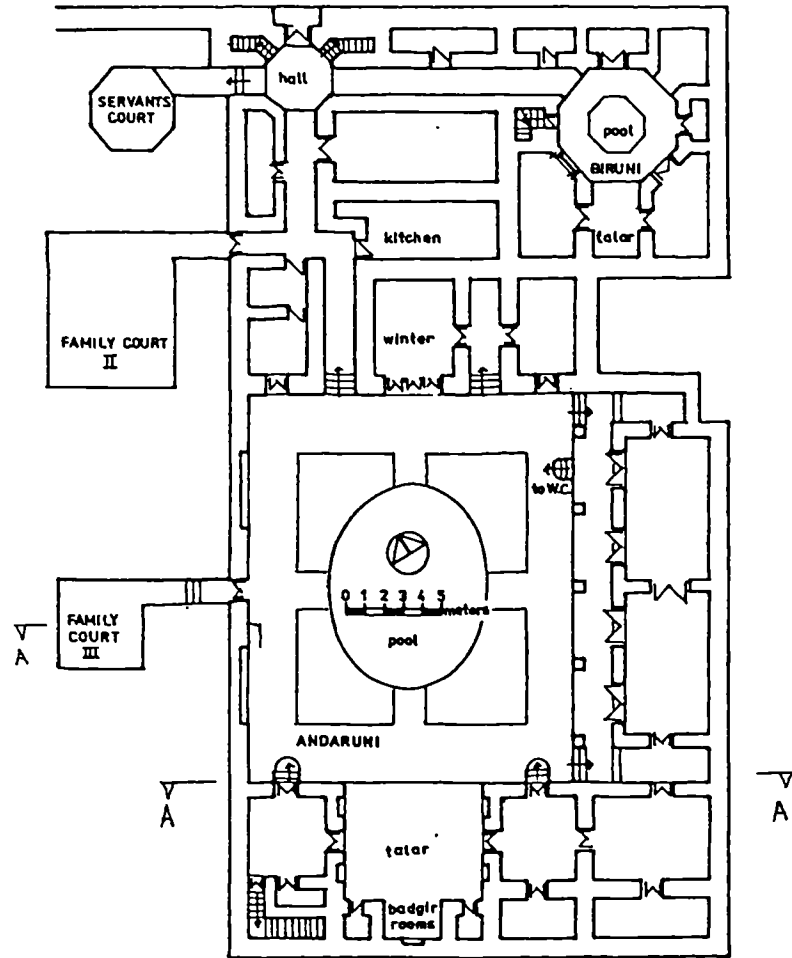 hall
SERVANTS
COURT
pool
BIRUNI
kitchen
talar
FAMILY COURT
II
winter
to W.C.
0 1 2 3 4 5
meters
FAMILY
COURT
III
A
pool
ANDARUNI
A
A
talar
badgir
rooms